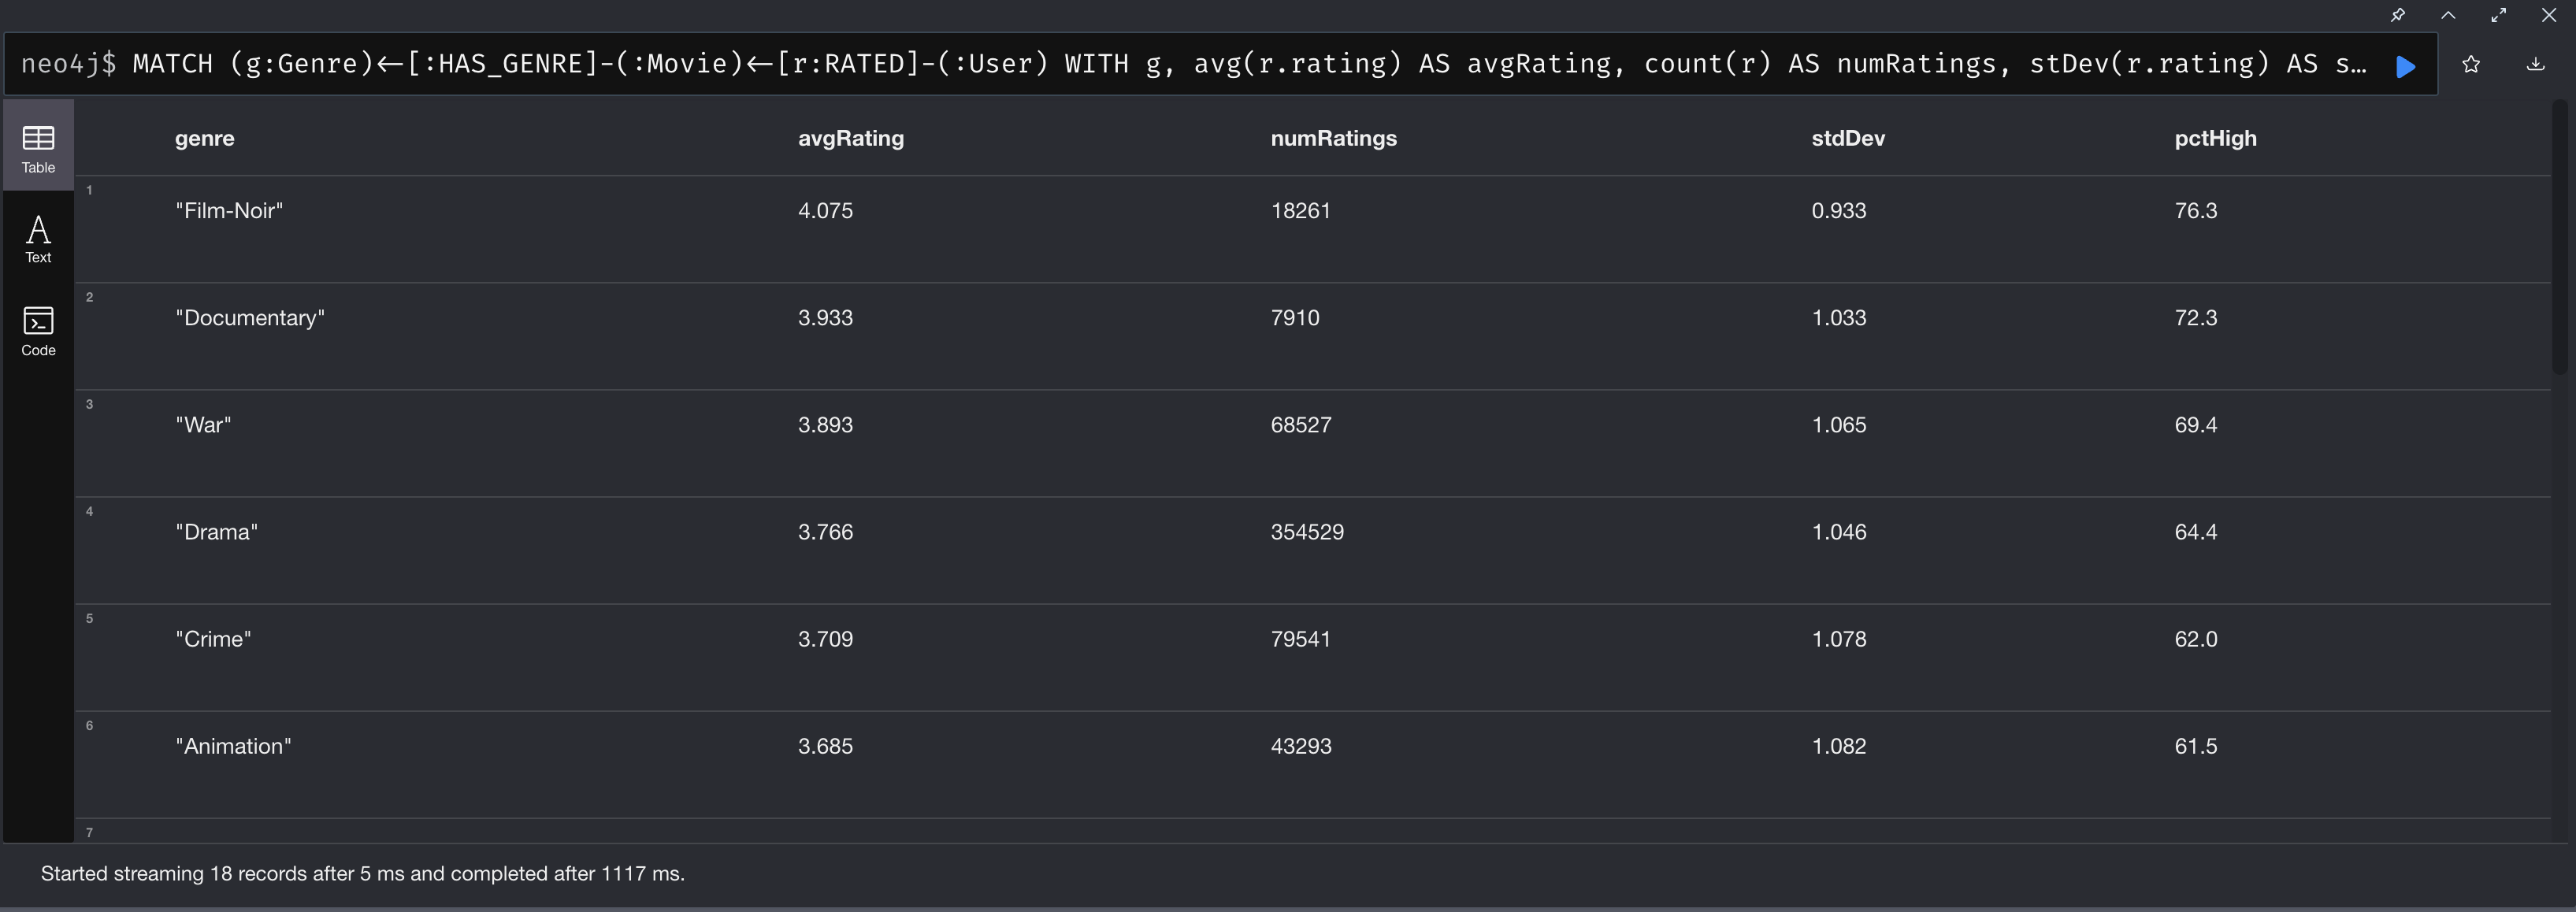 neo4j$ MATCH (g:Genre)<-[:HAS_GENRE]-(:Movie)<-[r:RATED]-(:User) WITH g, avg(r.rating) AS avgRating, count(r) AS numRatings, stDev(r.rating) AS s…
Table
Text
Code
genre avgRating numRatings stdDev pctHigh
1
"Film-Noir" 4.075 18261 0.933 76.3
2
"Documentary" 3.933 7910 1.033 72.3
3
"War" 3.893 68527 1.065 69.4
4
"Drama" 3.766 354529 1.046 64.4
5
"Crime" 3.709 79541 1.078 62.0
6
"Animation" 3.685 43293 1.082 61.5
7
Started streaming 18 records after 5 ms and completed after 1117 ms.